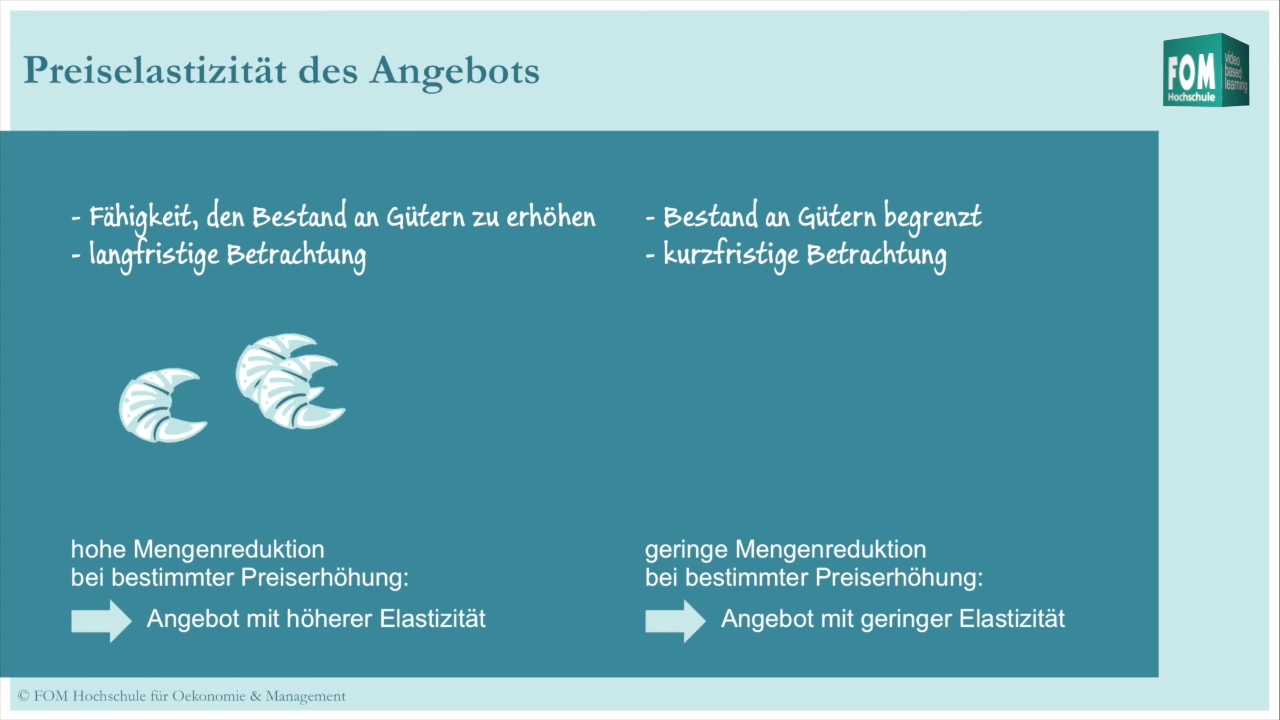 Preiselastizität des Angebots
FOM
Hochschule
video
based
learning
- Fähigkeit, den Bestand an Gütern zu erhöhen
- langfristige Betrachtung
- Bestand an Gütern begrenzt
- kurzfristige Betrachtung
hohe Mengenreduktion
bei bestimmter Preiserhöhung:
Angebot mit höherer Elastizität
geringe Mengenreduktion
bei bestimmter Preiserhöhung:
Angebot mit geringer Elastizität
© FOM Hochschule für Oekonomie & Management